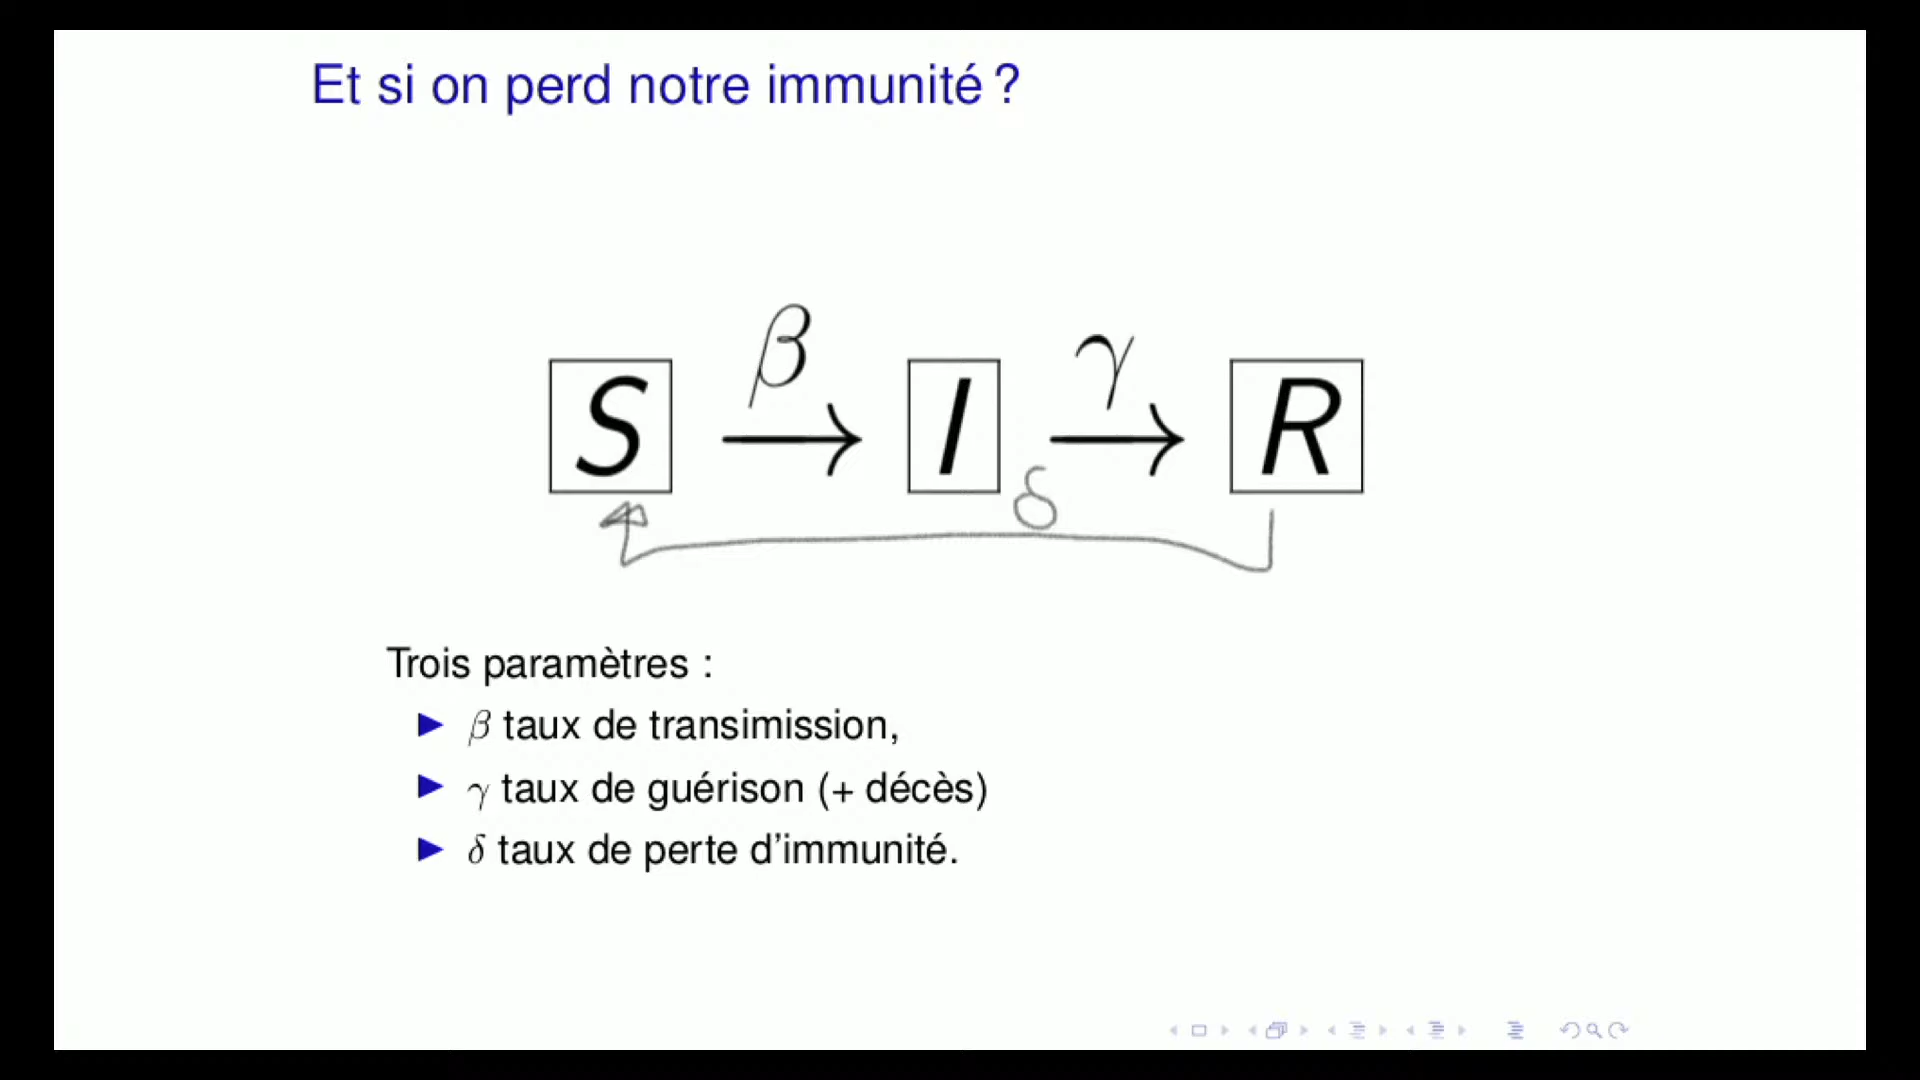 Et si on perd notre immunité ?
β γ
S → I → R
δ
Trois paramètres :
▶ β taux de transimission,
▶ γ taux de guérison (+ décès)
▶ δ taux de perte d'immunité.